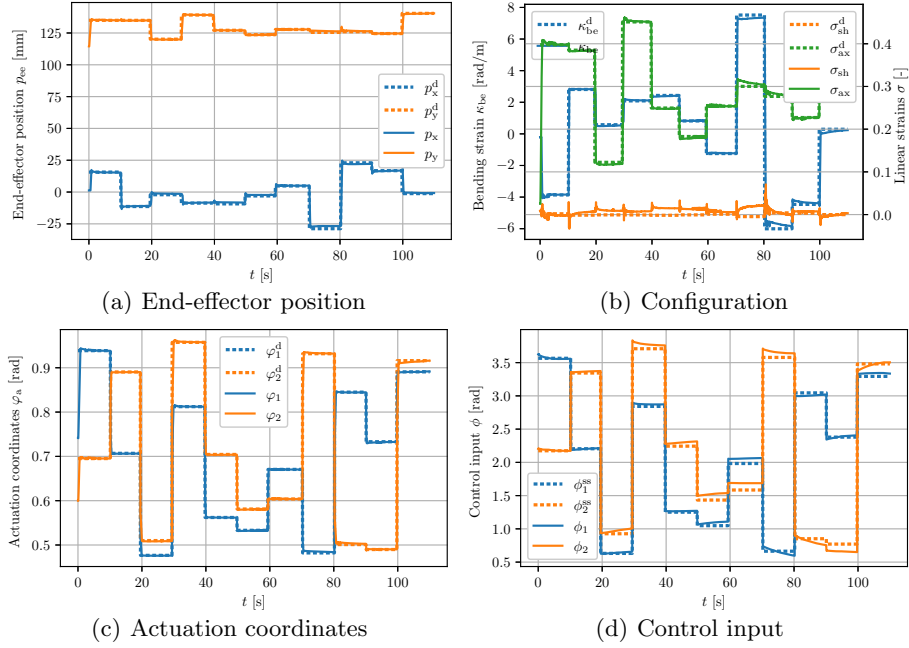 End-effector position p_ee [mm]
125
100
75
50
25
0
−25
p_x^d
p_y^d
p_x
p_y
0 20 40 60 80 100
t [s]
(a) End-effector position
Bending strain κ_be [rad/m]
8
6
4
2
0
−2
−4
−6
κ_be^d
κ_be
σ_sh^d
σ_ax^d
σ_sh
σ_ax
0.4
0.3
0.2
0.1
0.0
Linear strains σ [-]
0 20 40 60 80 100
t [s]
(b) Configuration
Actuation coordinates φ_a [rad]
0.9
0.8
0.7
0.6
0.5
φ_1^d
φ_2^d
φ_1
φ_2
0 20 40 60 80 100
t [s]
(c) Actuation coordinates
Control input ϕ [rad]
3.5
3.0
2.5
2.0
1.5
1.0
0.5
ϕ_1^ss
ϕ_2^ss
ϕ_1
ϕ_2
0 20 40 60 80 100
t [s]
(d) Control input